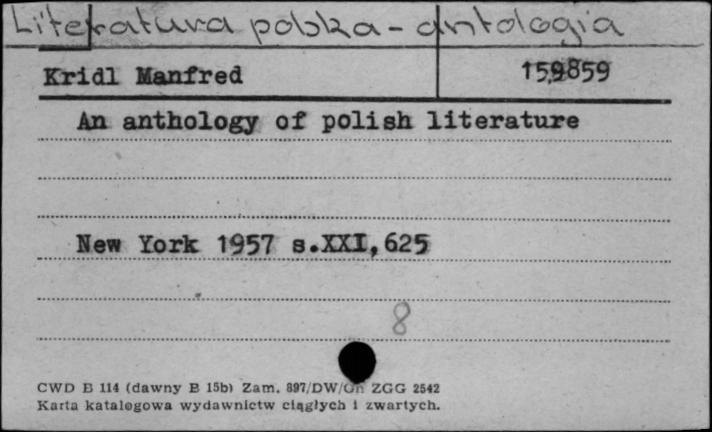 Literatura polska - antologia
Kridl Manfred 159859
An anthology of polish literature
New York 1957 s.XXI,625
8
CWD B 114 (dawny B 15b) Zam. 897/DW/Gn ZGG 2542
Karta katalogowa wydawnictw ciągłych i zwartych.